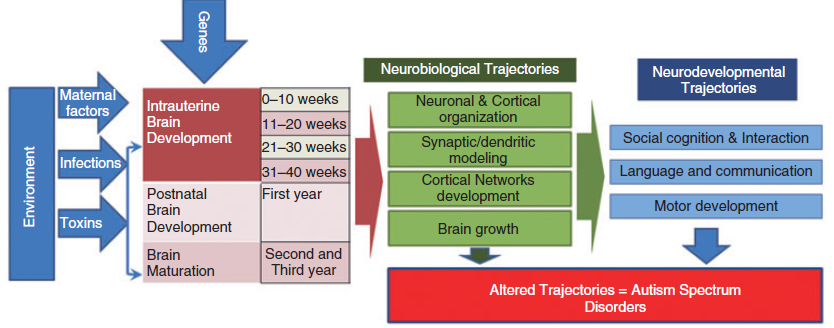 Genes
Environment
Maternal
factors
Infections
Toxins
Intrauterine
Brain
Development
0–10 weeks
11–20 weeks
21–30 weeks
31–40 weeks
Postnatal
Brain
Development
First year
Brain
Maturation
Second and
Third year
Neurobiological Trajectories
Neuronal & Cortical
organization
Synaptic/dendritic
modeling
Cortical Networks
development
Brain growth
Neurodevelopmental
Trajectories
Social cognition & Interaction
Language and communication
Motor development
Altered Trajectories = Autism Spectrum
Disorders